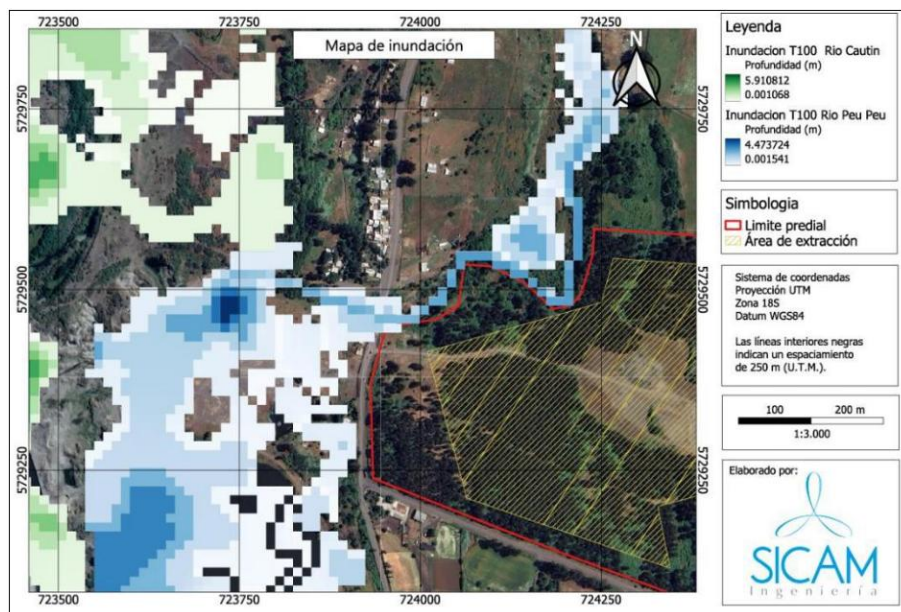 723500 723750 724000 724250
Mapa de inundación
N
5729750
5729500
5729250
5729750
5729500
5729250
723500 723750 724000 724250
Leyenda
Inundacion T100 Rio Cautin
Profundidad (m)
5.910812
0.001068
Inundacion T100 Rio Peu Peu
Profundidad (m)
4.473724
0.001541
Simbologia
Limite predial
Área de extracción
Sistema de coordenadas
Proyección UTM
Zona 18S
Datum WGS84
Las líneas interiores negras
indican un espaciamiento
de 250 m (U.T.M.).
100 200 m
1:3.000
Elaborado por:
SICAM
Ingeniería